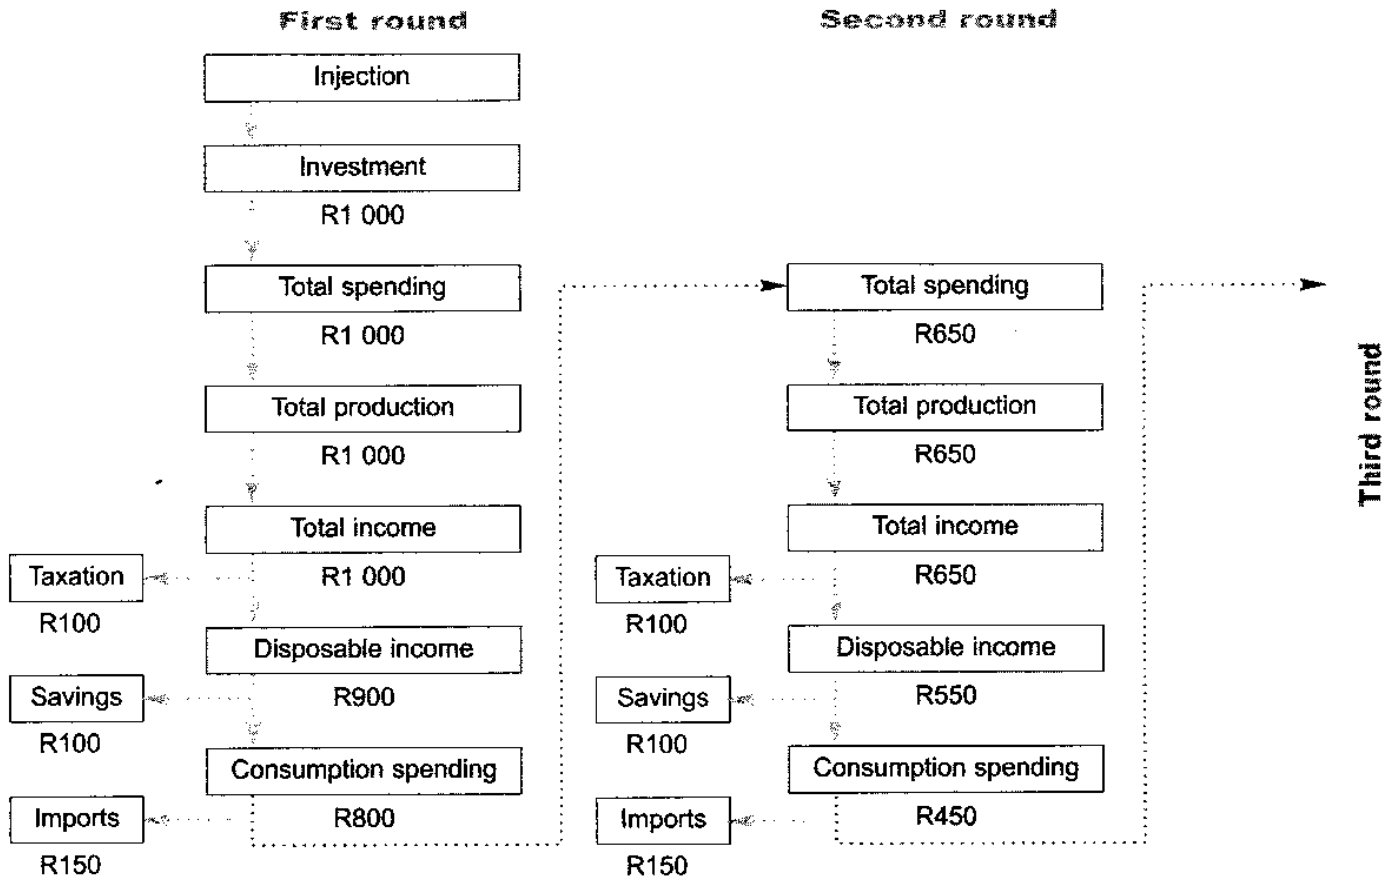 First round
Injection
Investment
R1 000
Total spending
R1 000
Total production
R1 000
Total income
R1 000
Taxation
R100
Disposable income
R900
Savings
R100
Consumption spending
R800
Imports
R150
Second round
Total spending
R650
Total production
R650
Total income
R650
Taxation
R100
Disposable income
R550
Savings
R100
Consumption spending
R450
Imports
R150
Third round